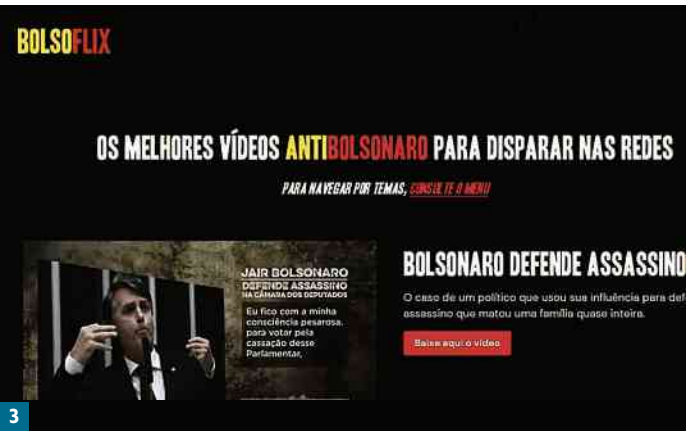 BOLSOFLIX
OS MELHORES VÍDEOS ANTIBOLSONARO PARA DISPARAR NAS REDES
PARA NAVEGAR POR TEMAS, CONSULTE O MENU
JAIR BOLSONARO
DEFENDE ASSASSINO
NA CÂMARA DOS DEPUTADOS
Eu fico com a minha
consciência pesarosa,
para votar pela
cassação desse
Parlamentar,
BOLSONARO DEFENDE ASSASSINO
O caso de um político que usou sua influência para def
assassino que matou uma família quase inteira.
Baixe aqui o vídeo
3